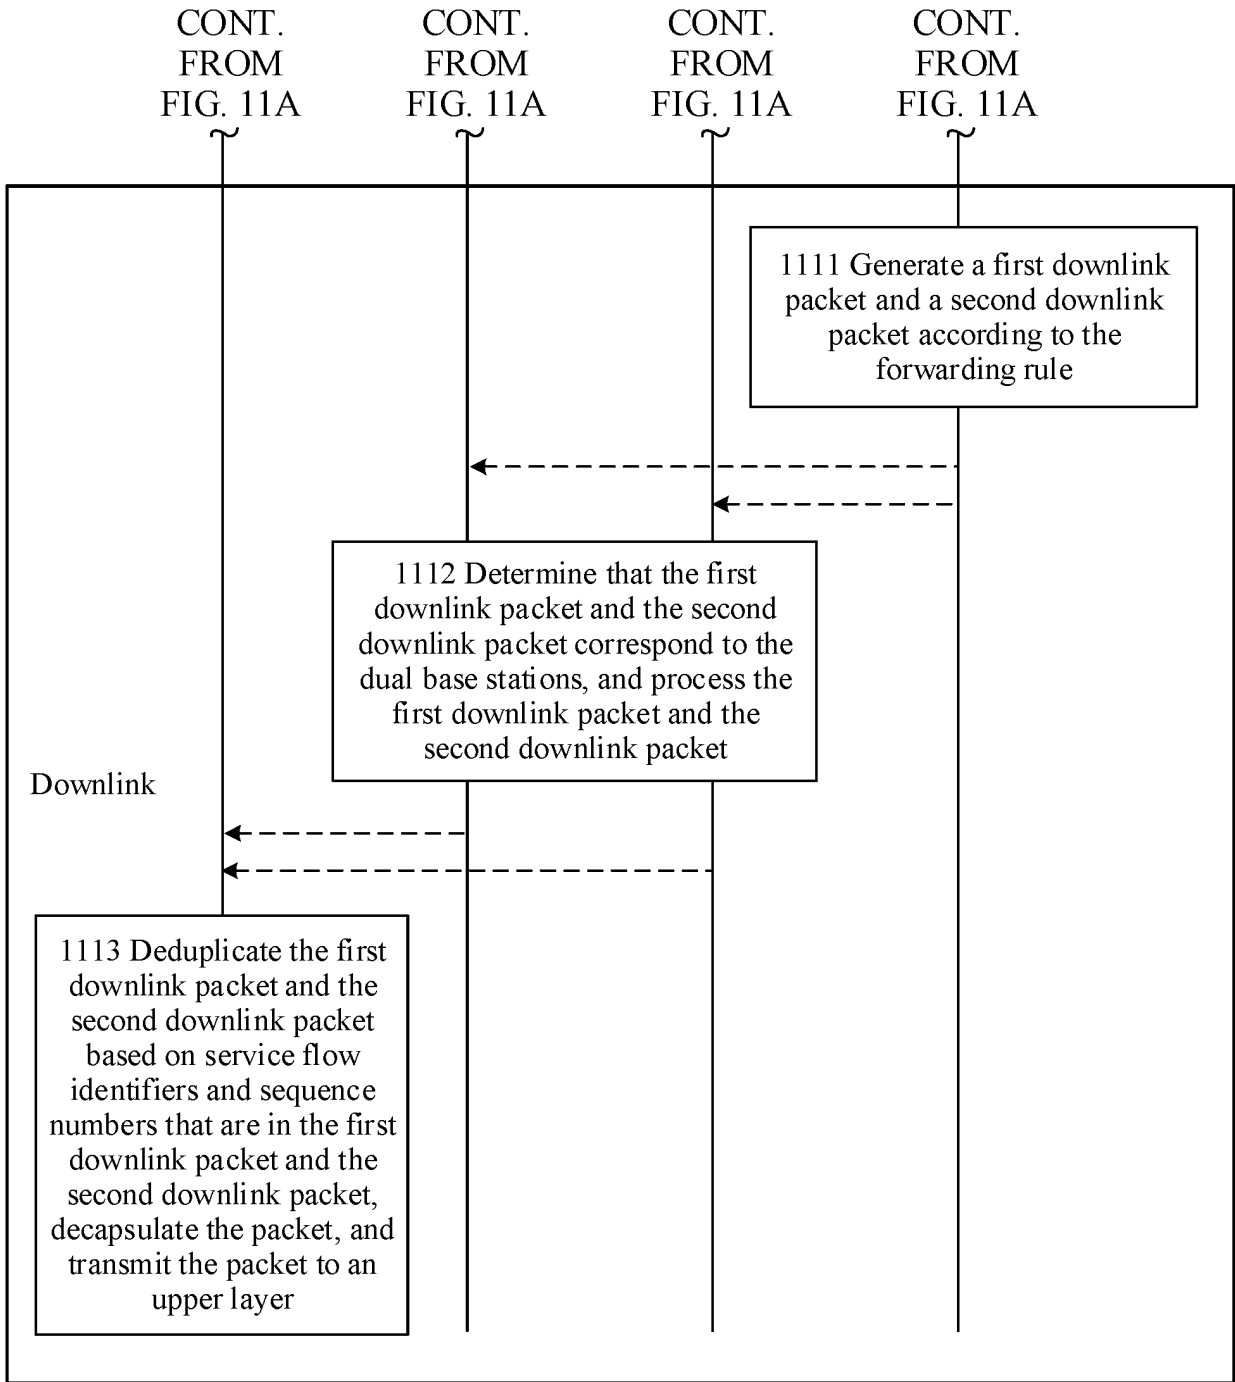 CONT.
FROM
FIG. 11A
CONT.
FROM
FIG. 11A
CONT.
FROM
FIG. 11A
CONT.
FROM
FIG. 11A
1111 Generate a first downlink
packet and a second downlink
packet according to the
forwarding rule
1112 Determine that the first
downlink packet and the second
downlink packet correspond to the
dual base stations, and process the
first downlink packet and the
second downlink packet
Downlink
1113 Deduplicate the first
downlink packet and the
second downlink packet
based on service flow
identifiers and sequence
numbers that are in the first
downlink packet and the
second downlink packet,
decapsulate the packet, and
transmit the packet to an
upper layer